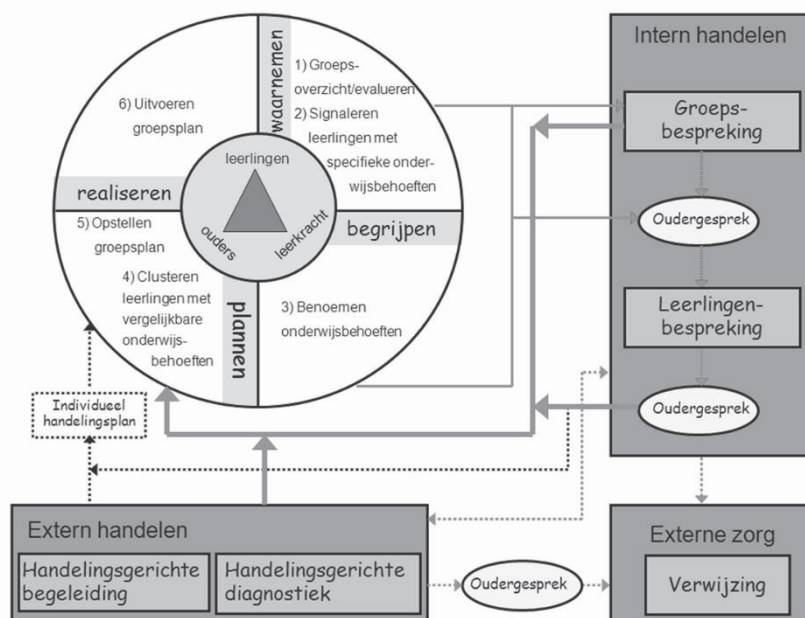 waarnemen
1) Groeps-
overzicht/evalueren
2) Signaleren
leerlingen met
specifieke onder-
wijsbehoeften
6) Uitvoeren
groepsplan
realiseren
leerlingen
ouders
leerkracht
begrijpen
5) Opstellen
groepsplan
4) Clusteren
leerlingen met
vergelijkbare
onderwijs-
behoeften
plannen
3) Benoemen
onderwijsbehoeften
Individueel
handelingsplan
Intern handelen
Groeps-
bespreking
Oudergesprek
Leerlingen-
bespreking
Oudergesprek
Extern handelen
Handelingsgerichte
begeleiding
Handelingsgerichte
diagnostiek
Oudergesprek
Externe zorg
Verwijzing